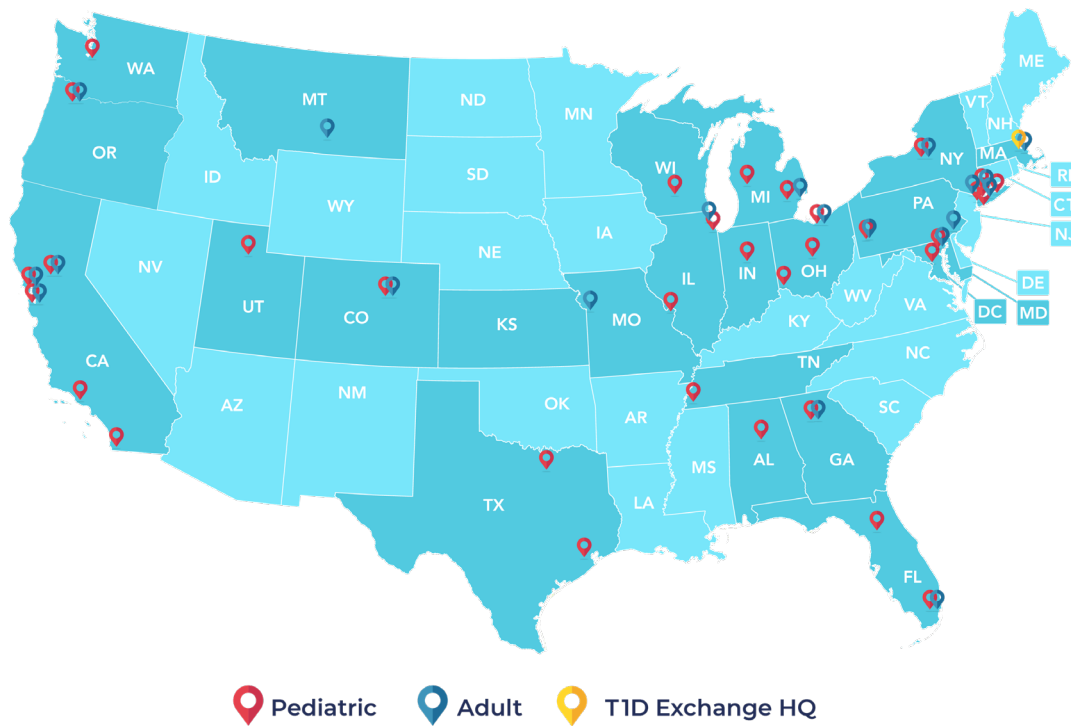 ME
WA
VT
MT
ND
NH
MN
OR
NY
MA
WI
SD
ID
MI
RI
WY
CT
PA
IA
NJ
NE
NV
IL
IN
OH
DE
UT
WV
CO
VA
DC
MD
KS
MO
KY
CA
NC
TN
NM
OK
AZ
AR
SC
MS
AL
GA
TX
LA
FL
Pediatric
Adult
T1D Exchange HQ